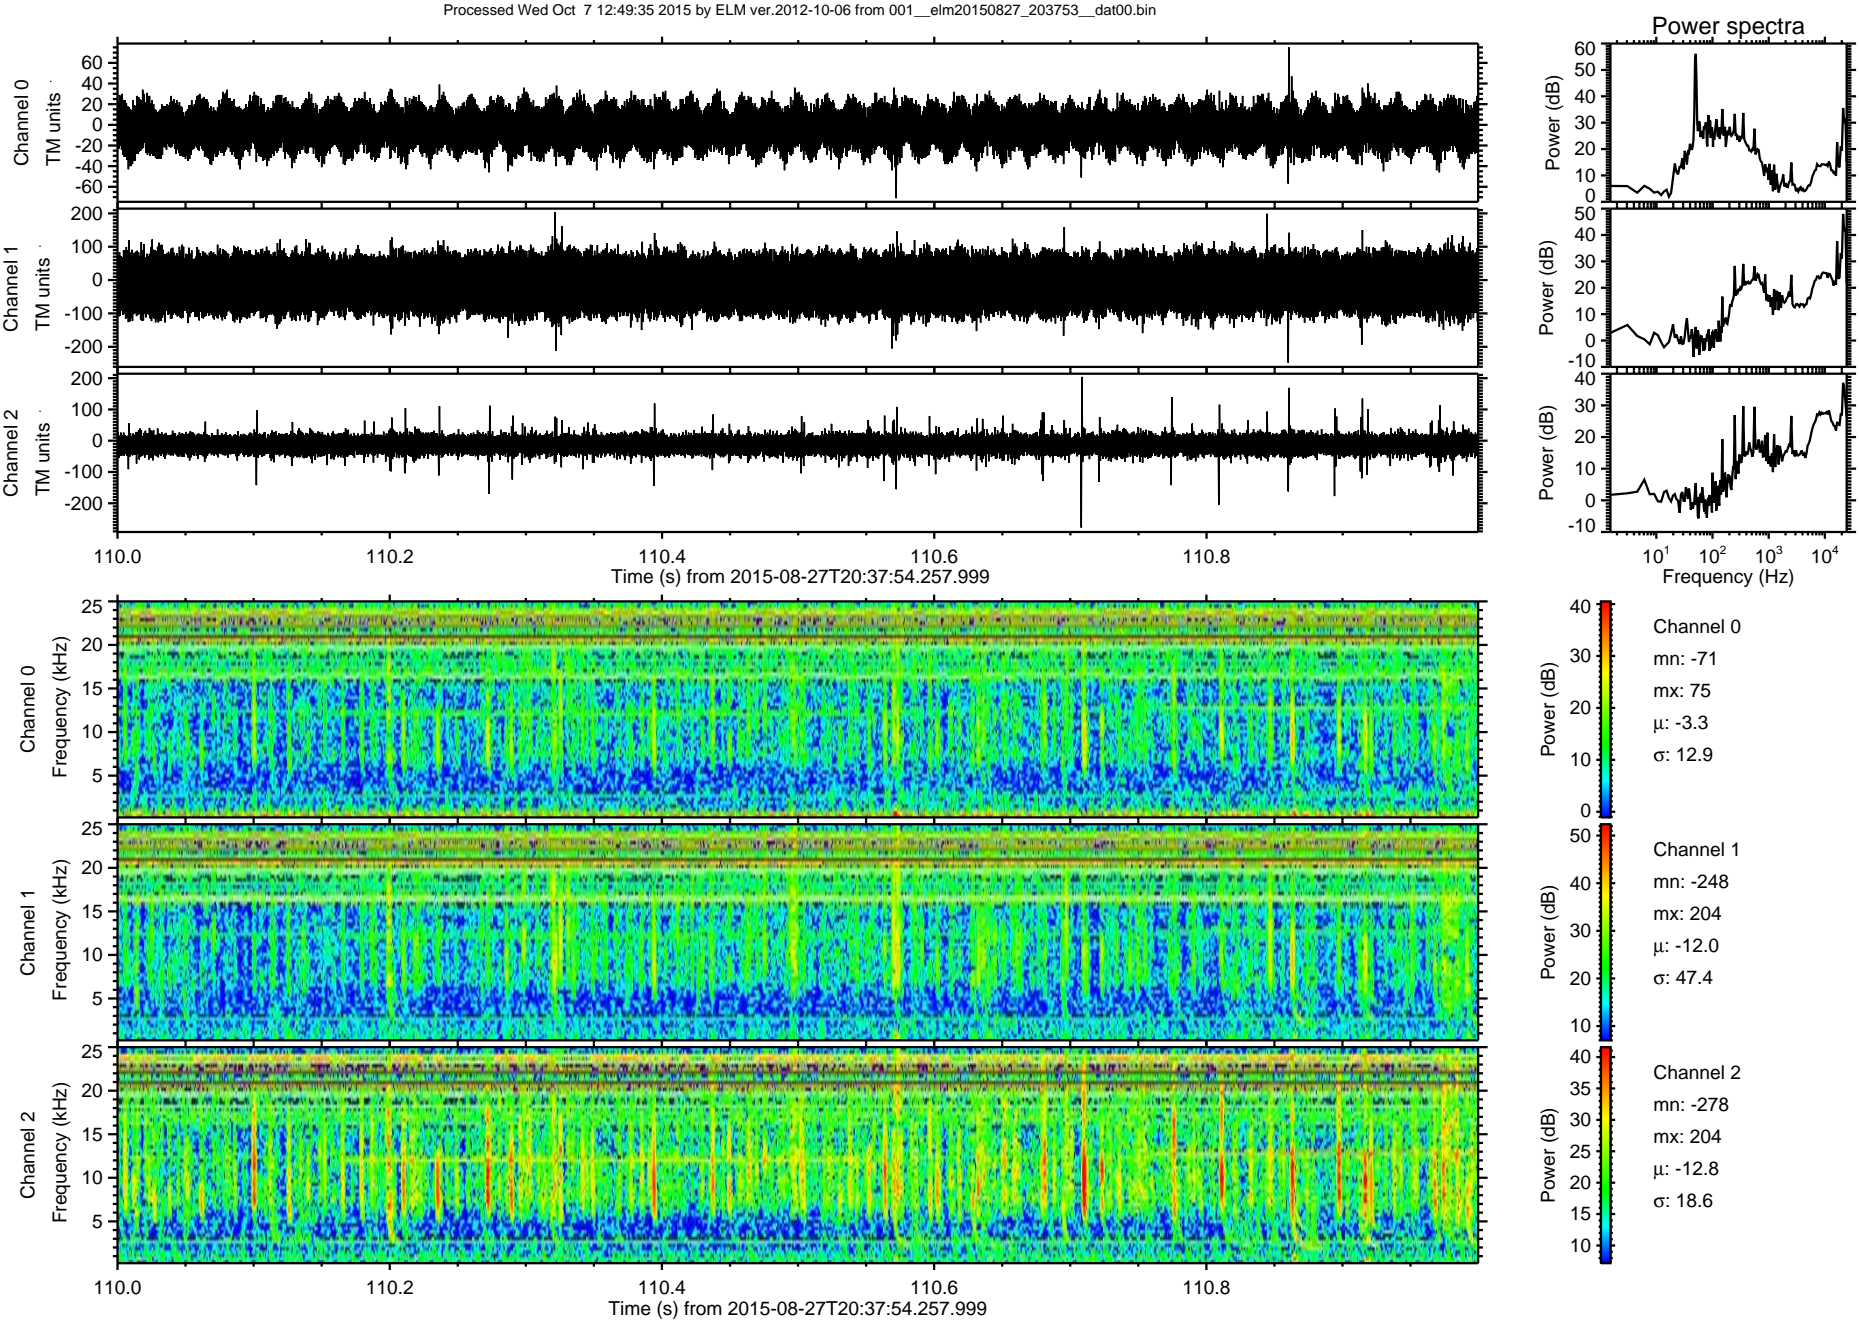 Processed Wed Oct 7 12:49:35 2015 by ELM ver.2012-10-06 from 001__elm20150827_203753__dat00.bin
Power spectra
Channel 0
TM units
60
40
20
0
-20
-40
-60
Power (dB)
60
50
40
30
20
10
0
Channel 1
TM units
200
100
0
-100
-200
Power (dB)
50
40
30
20
10
0
-10
Channel 2
TM units
200
100
0
-100
-200
Power (dB)
40
30
20
10
0
-10
110.0 110.2 110.4 110.6 110.8
Time (s) from 2015-08-27T20:37:54.257.999
10¹ 10² 10³ 10⁴
Frequency (Hz)
Channel 0
Frequency (kHz)
25
20
15
10
5
Power (dB)
40
30
20
10
0
Channel 0
mn: -71
mx: 75
µ: -3.3
σ: 12.9
Channel 1
Frequency (kHz)
25
20
15
10
5
Power (dB)
50
40
30
20
10
Channel 1
mn: -248
mx: 204
µ: -12.0
σ: 47.4
Channel 2
Frequency (kHz)
25
20
15
10
5
Power (dB)
40
35
30
25
20
15
10
Channel 2
mn: -278
mx: 204
µ: -12.8
σ: 18.6
110.0 110.2 110.4 110.6 110.8
Time (s) from 2015-08-27T20:37:54.257.999